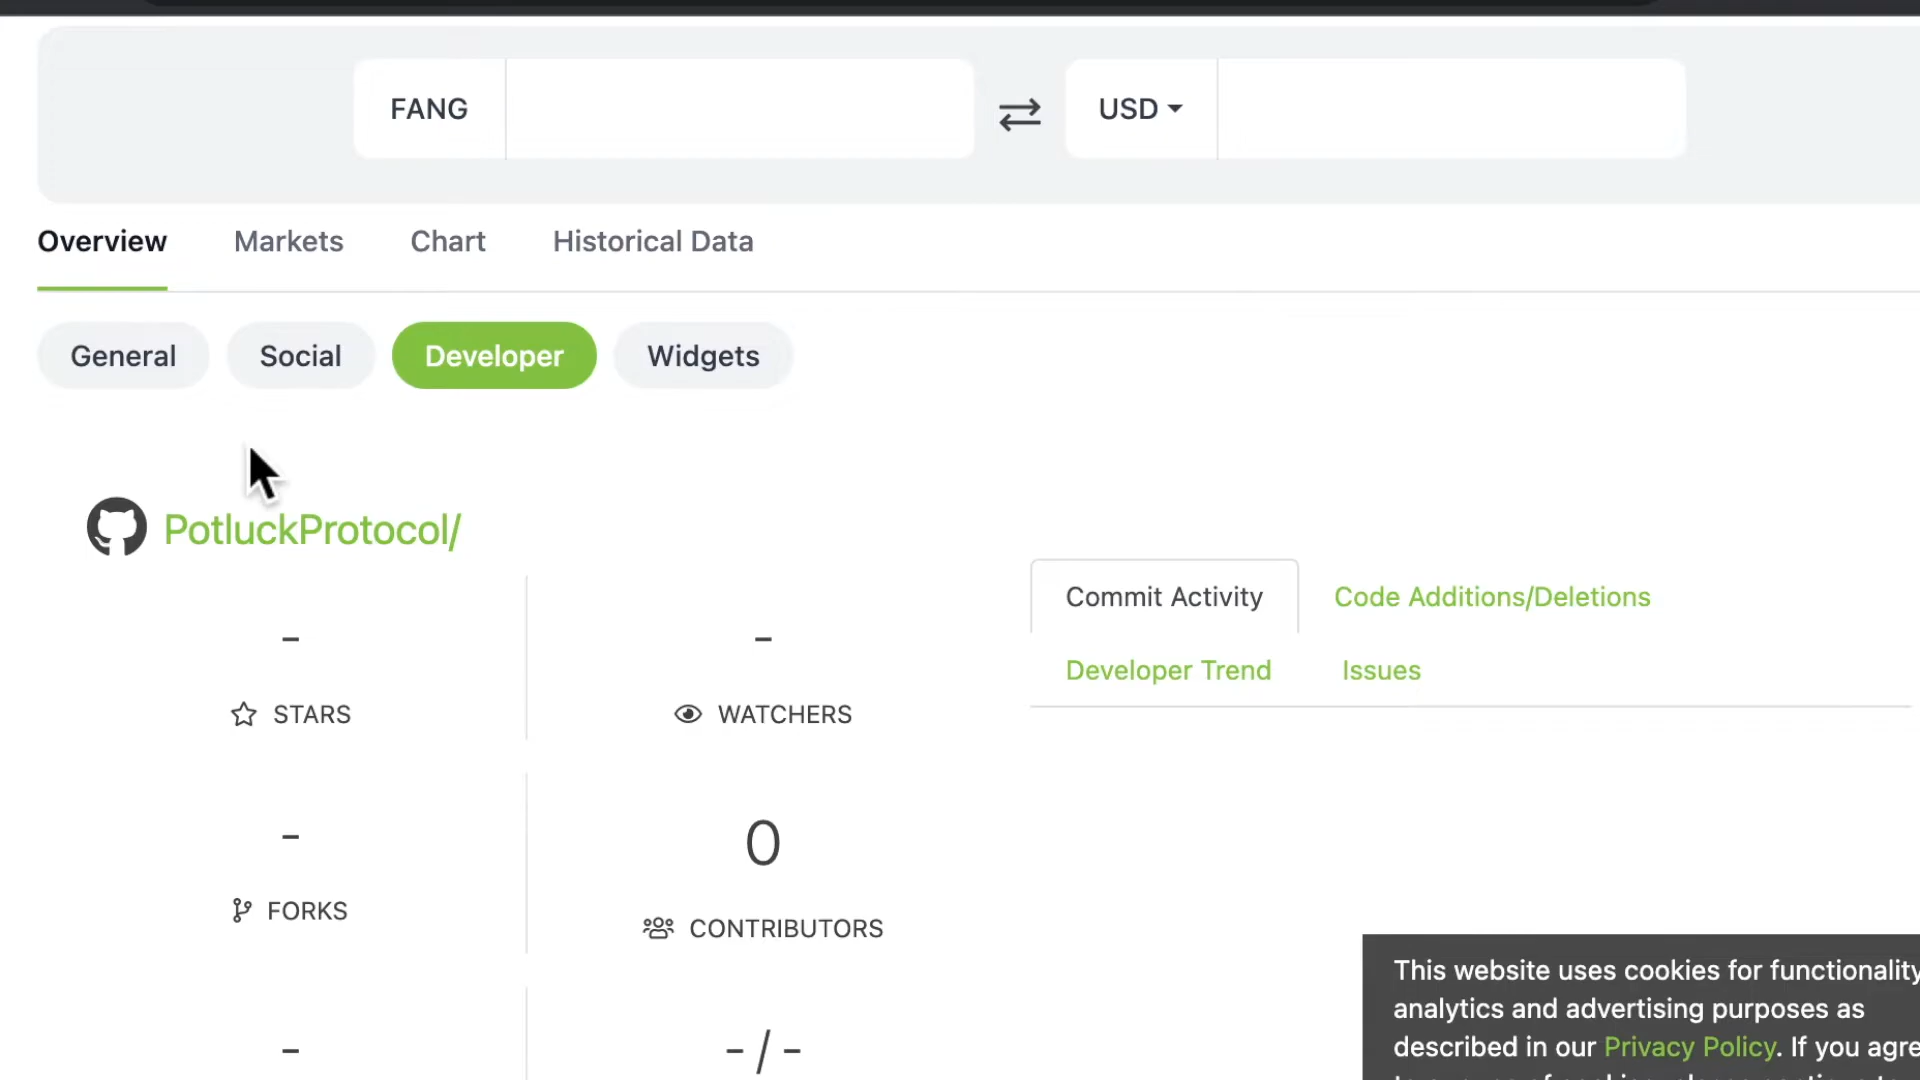 FANG
USD
Overview Markets Chart Historical Data
General Social Developer Widgets
PotluckProtocol/
Commit Activity Code Additions/Deletions
- -
Developer Trend Issues
STARS WATCHERS
- 0
FORKS CONTRIBUTORS
This website uses cookies for functionality
analytics and advertising purposes as
described in our Privacy Policy. If you agre
- - / -